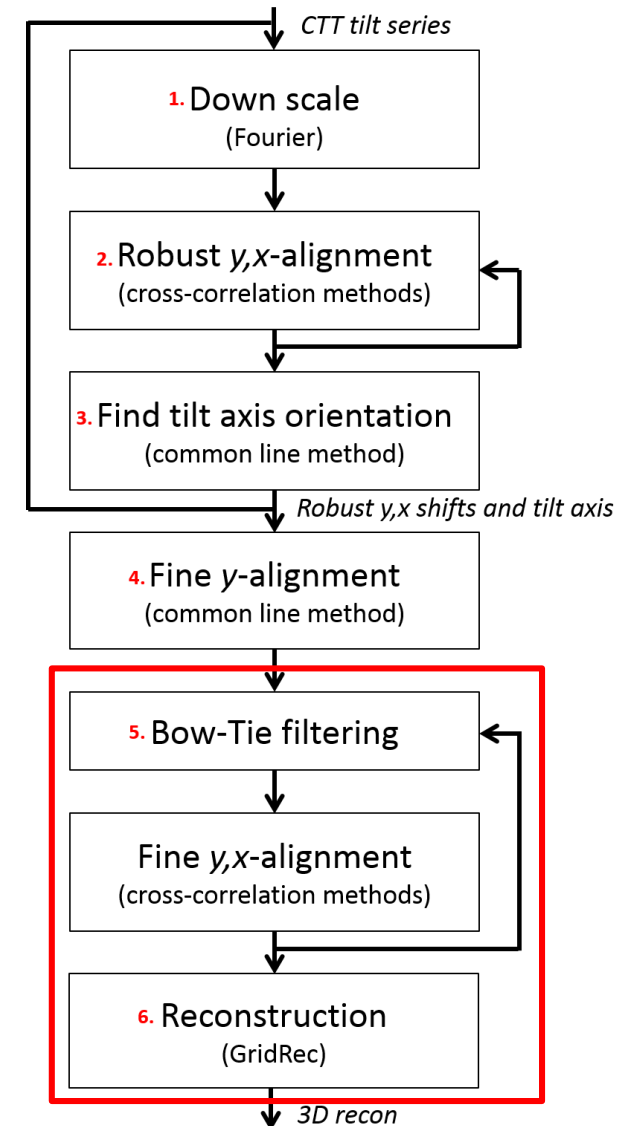 CTT tilt series
1. Down scale
(Fourier)
2. Robust y,x-alignment
(cross-correlation methods)
3. Find tilt axis orientation
(common line method)
Robust y,x shifts and tilt axis
4. Fine y-alignment
(common line method)
5. Bow-Tie filtering
Fine y,x-alignment
(cross-correlation methods)
6. Reconstruction
(GridRec)
3D recon